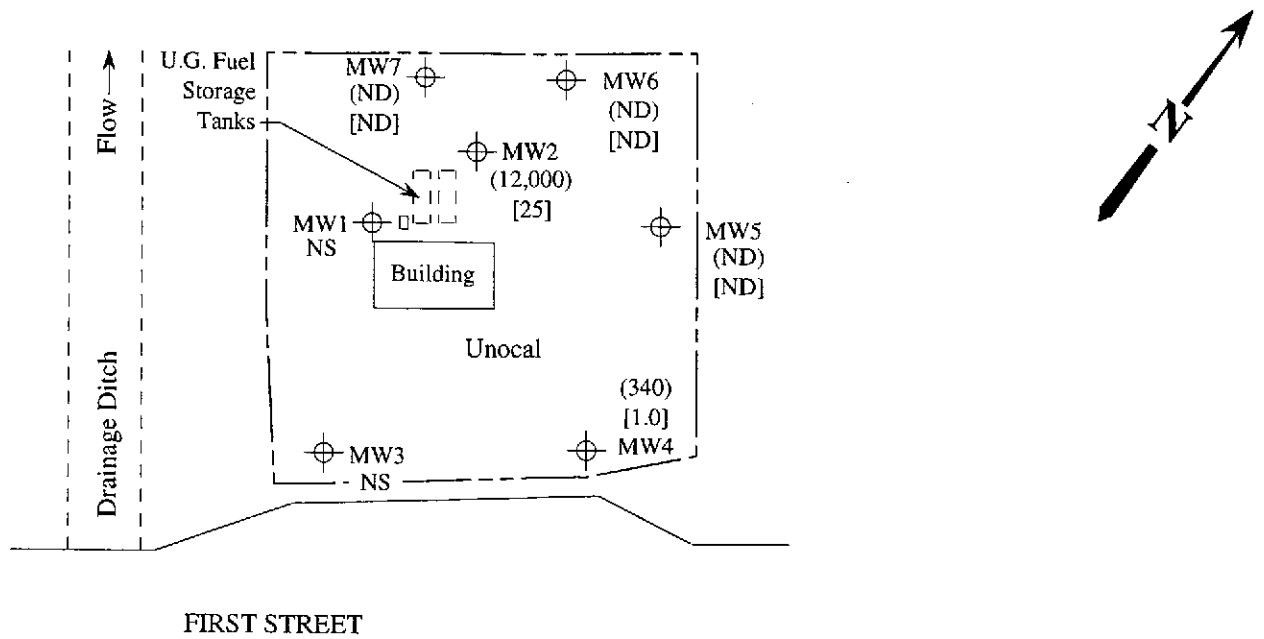 Flow
Drainage Ditch
U.G. Fuel
Storage
Tanks
MW7
(ND)
[ND]
MW6
(ND)
[ND]
MW2
(12,000)
[25]
MW1
NS
MW5
(ND)
[ND]
Building
Unocal
(340)
[1.0]
MW4
MW3
NS
FIRST STREET
N